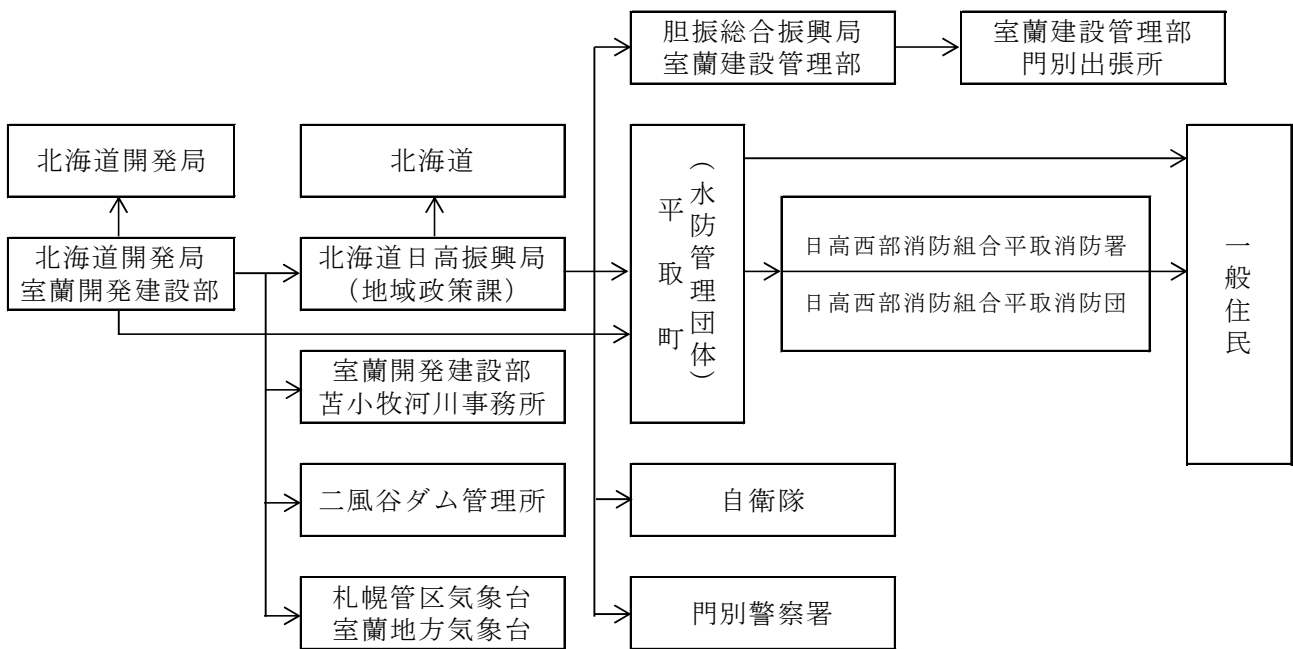 胆振総合振興局
室蘭建設管理部
室蘭建設管理部
門別出張所
北海道開発局
北海道
北海道開発局
室蘭開発建設部
北海道日高振興局
（地域政策課）
平取町
（水防管理団体）
日高西部消防組合平取消防署
日高西部消防組合平取消防団
一般住民
室蘭開発建設部
苫小牧河川事務所
二風谷ダム管理所
自衛隊
札幌管区気象台
室蘭地方気象台
門別警察署